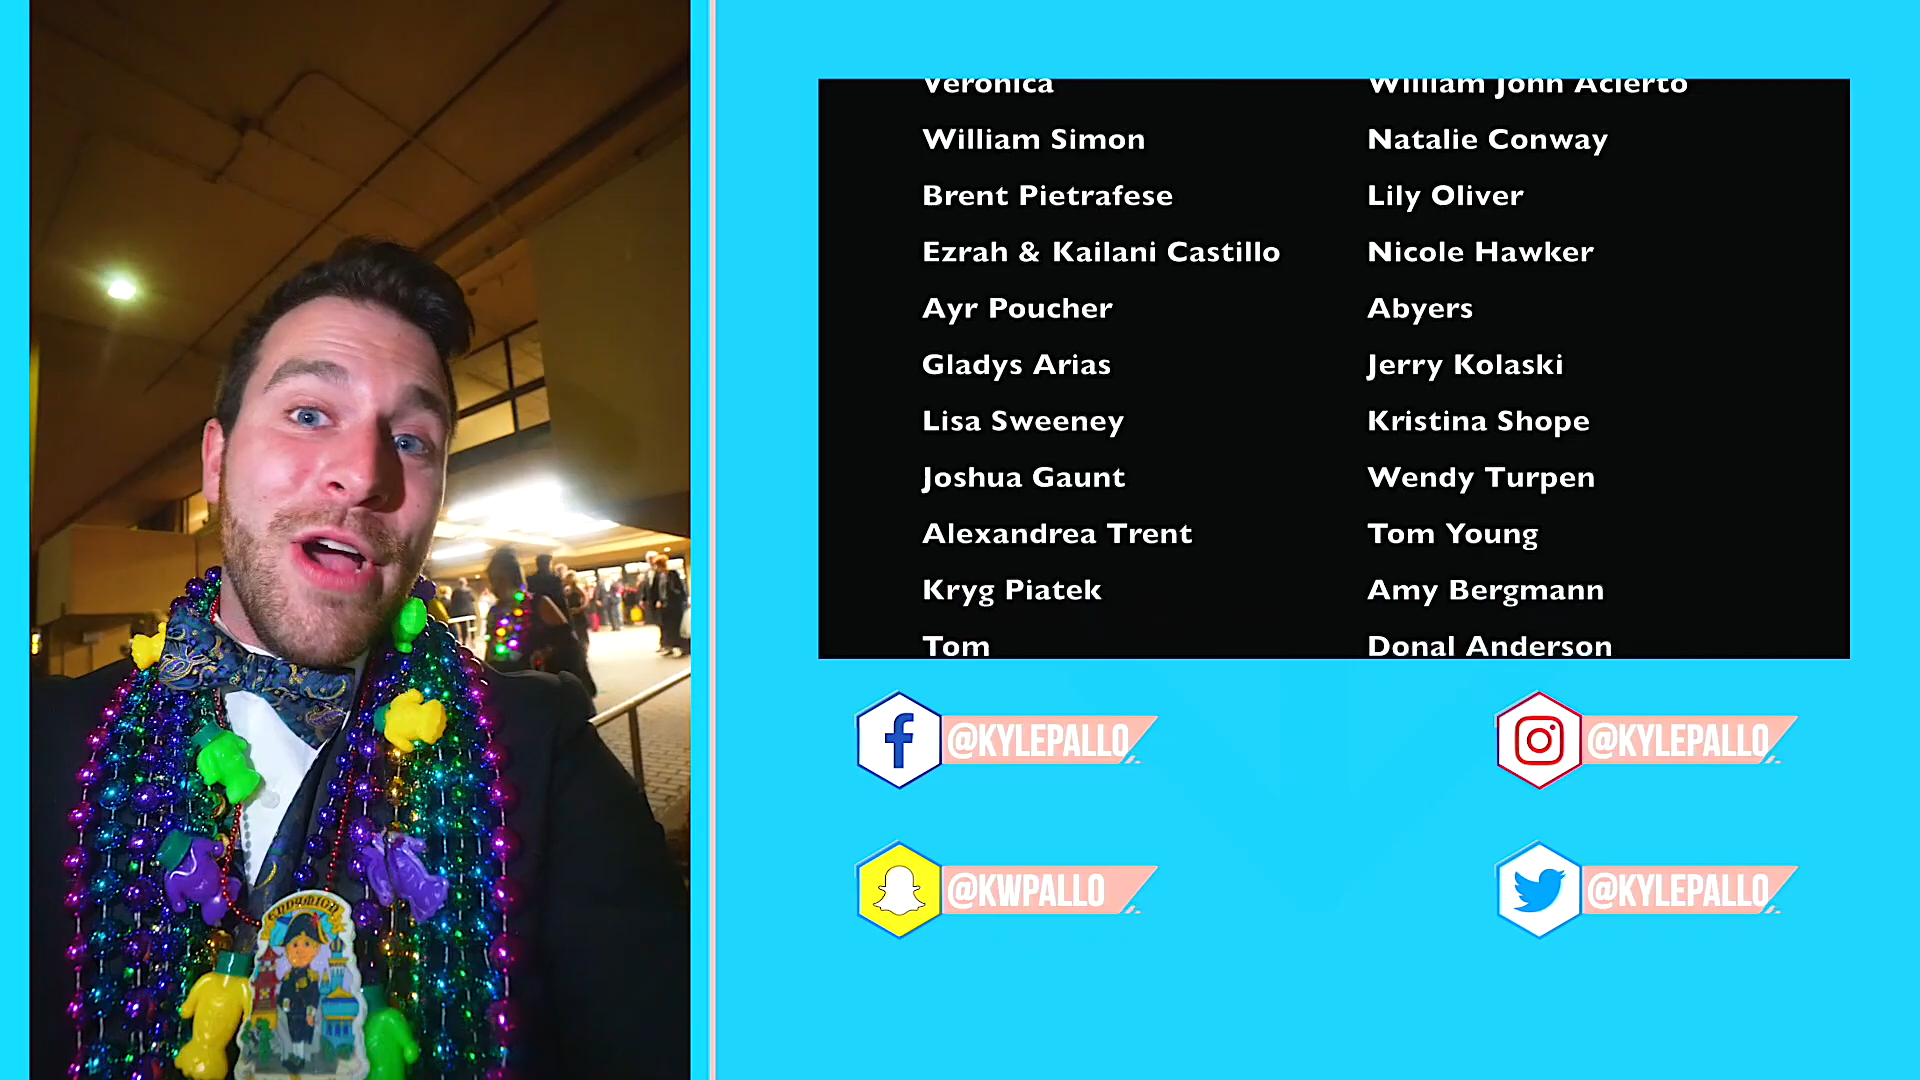 Veronica
William John Acierto
William Simon
Natalie Conway
Brent Pietrafese
Lily Oliver
Ezrah & Kailani Castillo
Nicole Hawker
Ayr Poucher
Abyers
Gladys Arias
Jerry Kolaski
Lisa Sweeney
Kristina Shope
Joshua Gaunt
Wendy Turpen
Alexandrea Trent
Tom Young
Kryg Piatek
Amy Bergmann
Tom
Donal Anderson
@KYLEPALLO
@KYLEPALLO
@KWPALLO
@KYLEPALLO
ENDYMION